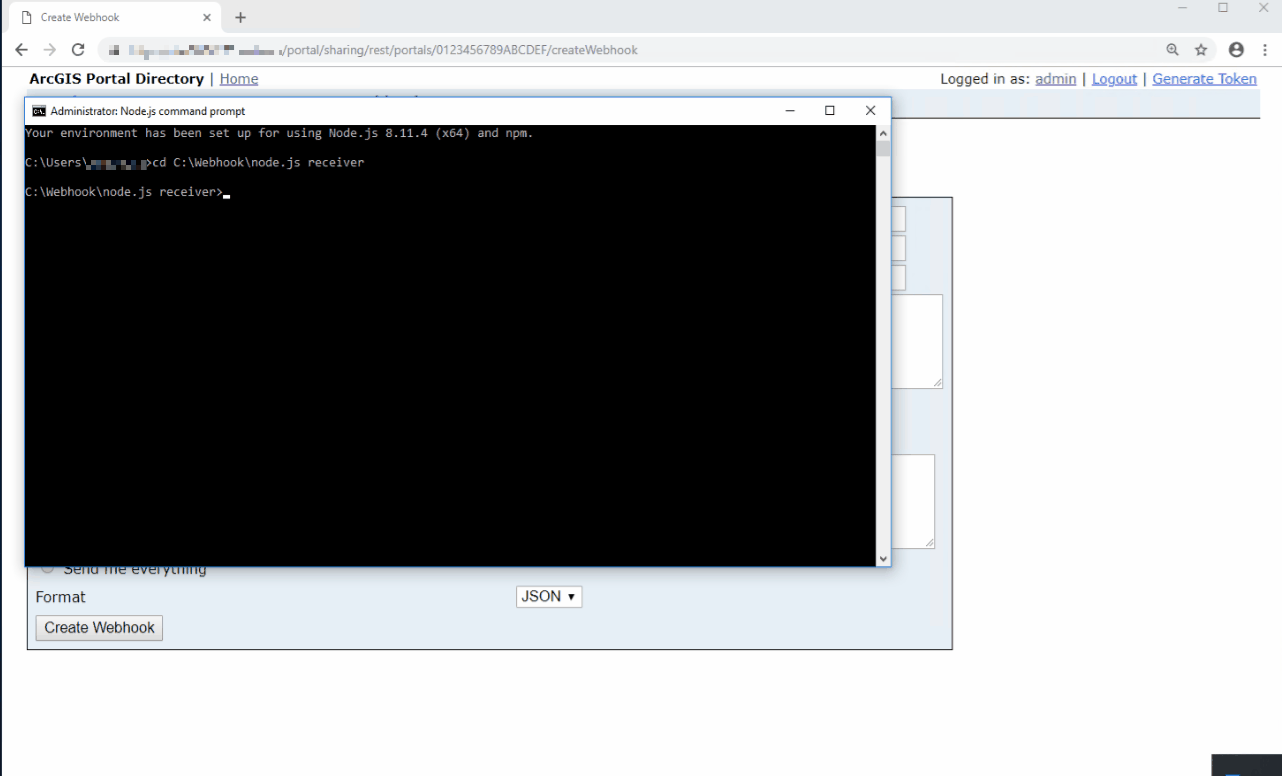 Create Webhook
/portal/sharing/rest/portals/0123456789ABCDEF/createWebhook
ArcGIS Portal Directory | Home
Logged in as: admin | Logout | Generate Token
Administrator: Node.js command prompt
Your environment has been set up for using Node.js 8.11.4 (x64) and npm.
C:\Users\ >cd C:\Webhook\node.js receiver
C:\Webhook\node.js receiver>
Send me everything
Format
JSON
Create Webhook